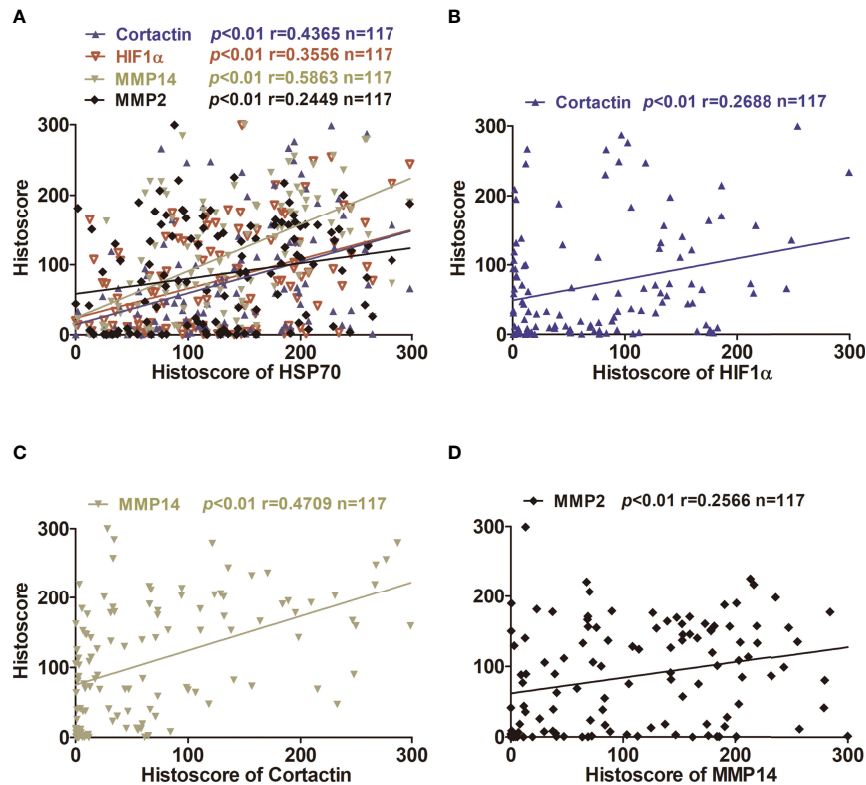 A
Cortactin p<0.01 r=0.4365 n=117
HIF1α p<0.01 r=0.3556 n=117
MMP14 p<0.01 r=0.5863 n=117
MMP2 p<0.01 r=0.2449 n=117
300
200
100
0
Histoscore
0 100 200 300
Histoscore of HSP70
B
Cortactin p<0.01 r=0.2688 n=117
300
200
100
0
Histoscore
0 100 200 300
Histoscore of HIF1α
C
MMP14 p<0.01 r=0.4709 n=117
300
200
100
0
Histoscore
0 100 200 300
Histoscore of Cortactin
D
MMP2 p<0.01 r=0.2566 n=117
300
200
100
0
Histoscore
0 100 200 300
Histoscore of MMP14